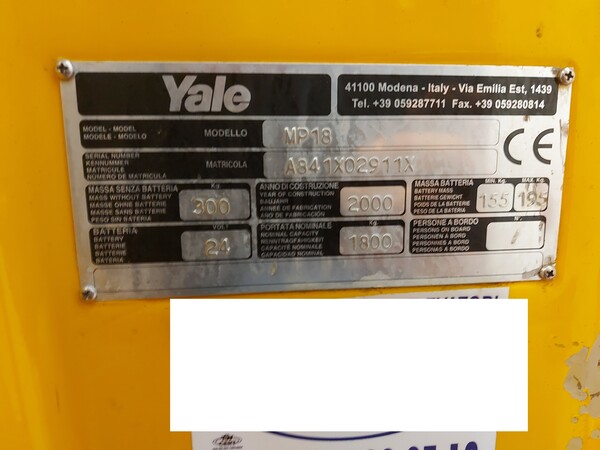 Yale
41100 Modena - Italy - Via Emilia Est, 1439
Tel. +39 059287711 Fax. +39 059280814
MODEL - MODEL
MODELE - MODELO
MODELLO
MP18
SERIAL NUMBER
KENNUMMER
MATRICULE
NÚMERO DE MATRICULA
MATRICOLA
A841X02911X
CE
MASSA SENZA BATTERIA
MASS WITHOUT BATTERY
MASSE OHNE BATTERIE
MASSE SANS BATTERIE
PESO SIN BATERIA
Kg.
300
ANNO DI COSTRUZIONE
YEAR OF CONSTRUCTION
BAUJAHR
ANNEE DE FABRICATION
AÑO DE FABRICACION
2000
MASSA BATTERIA
BATTERY MASS
BATTERIE GEWICHT
POIDS DE LA BATTERIE
PESO DE LA BATERIA
MIN. Kg.
155
MAX. Kg.
195
BATTERIA
BATTERY
BATTERIE
BATTERIE
BATERIA
VOLT
24
PORTATA NOMINALE
NOMINAL CAPACITY
NENNTRAGFAHIGKEIT
CAPACITÉ NOMINALE
CAPACIDAD NOMINAL
Kg.
1800
PERSONE A BORDO
PERSONS ON BOARD
PERSONEN AN BORD
PERSONNES A BORD
PERSONAS A BORDO
N°